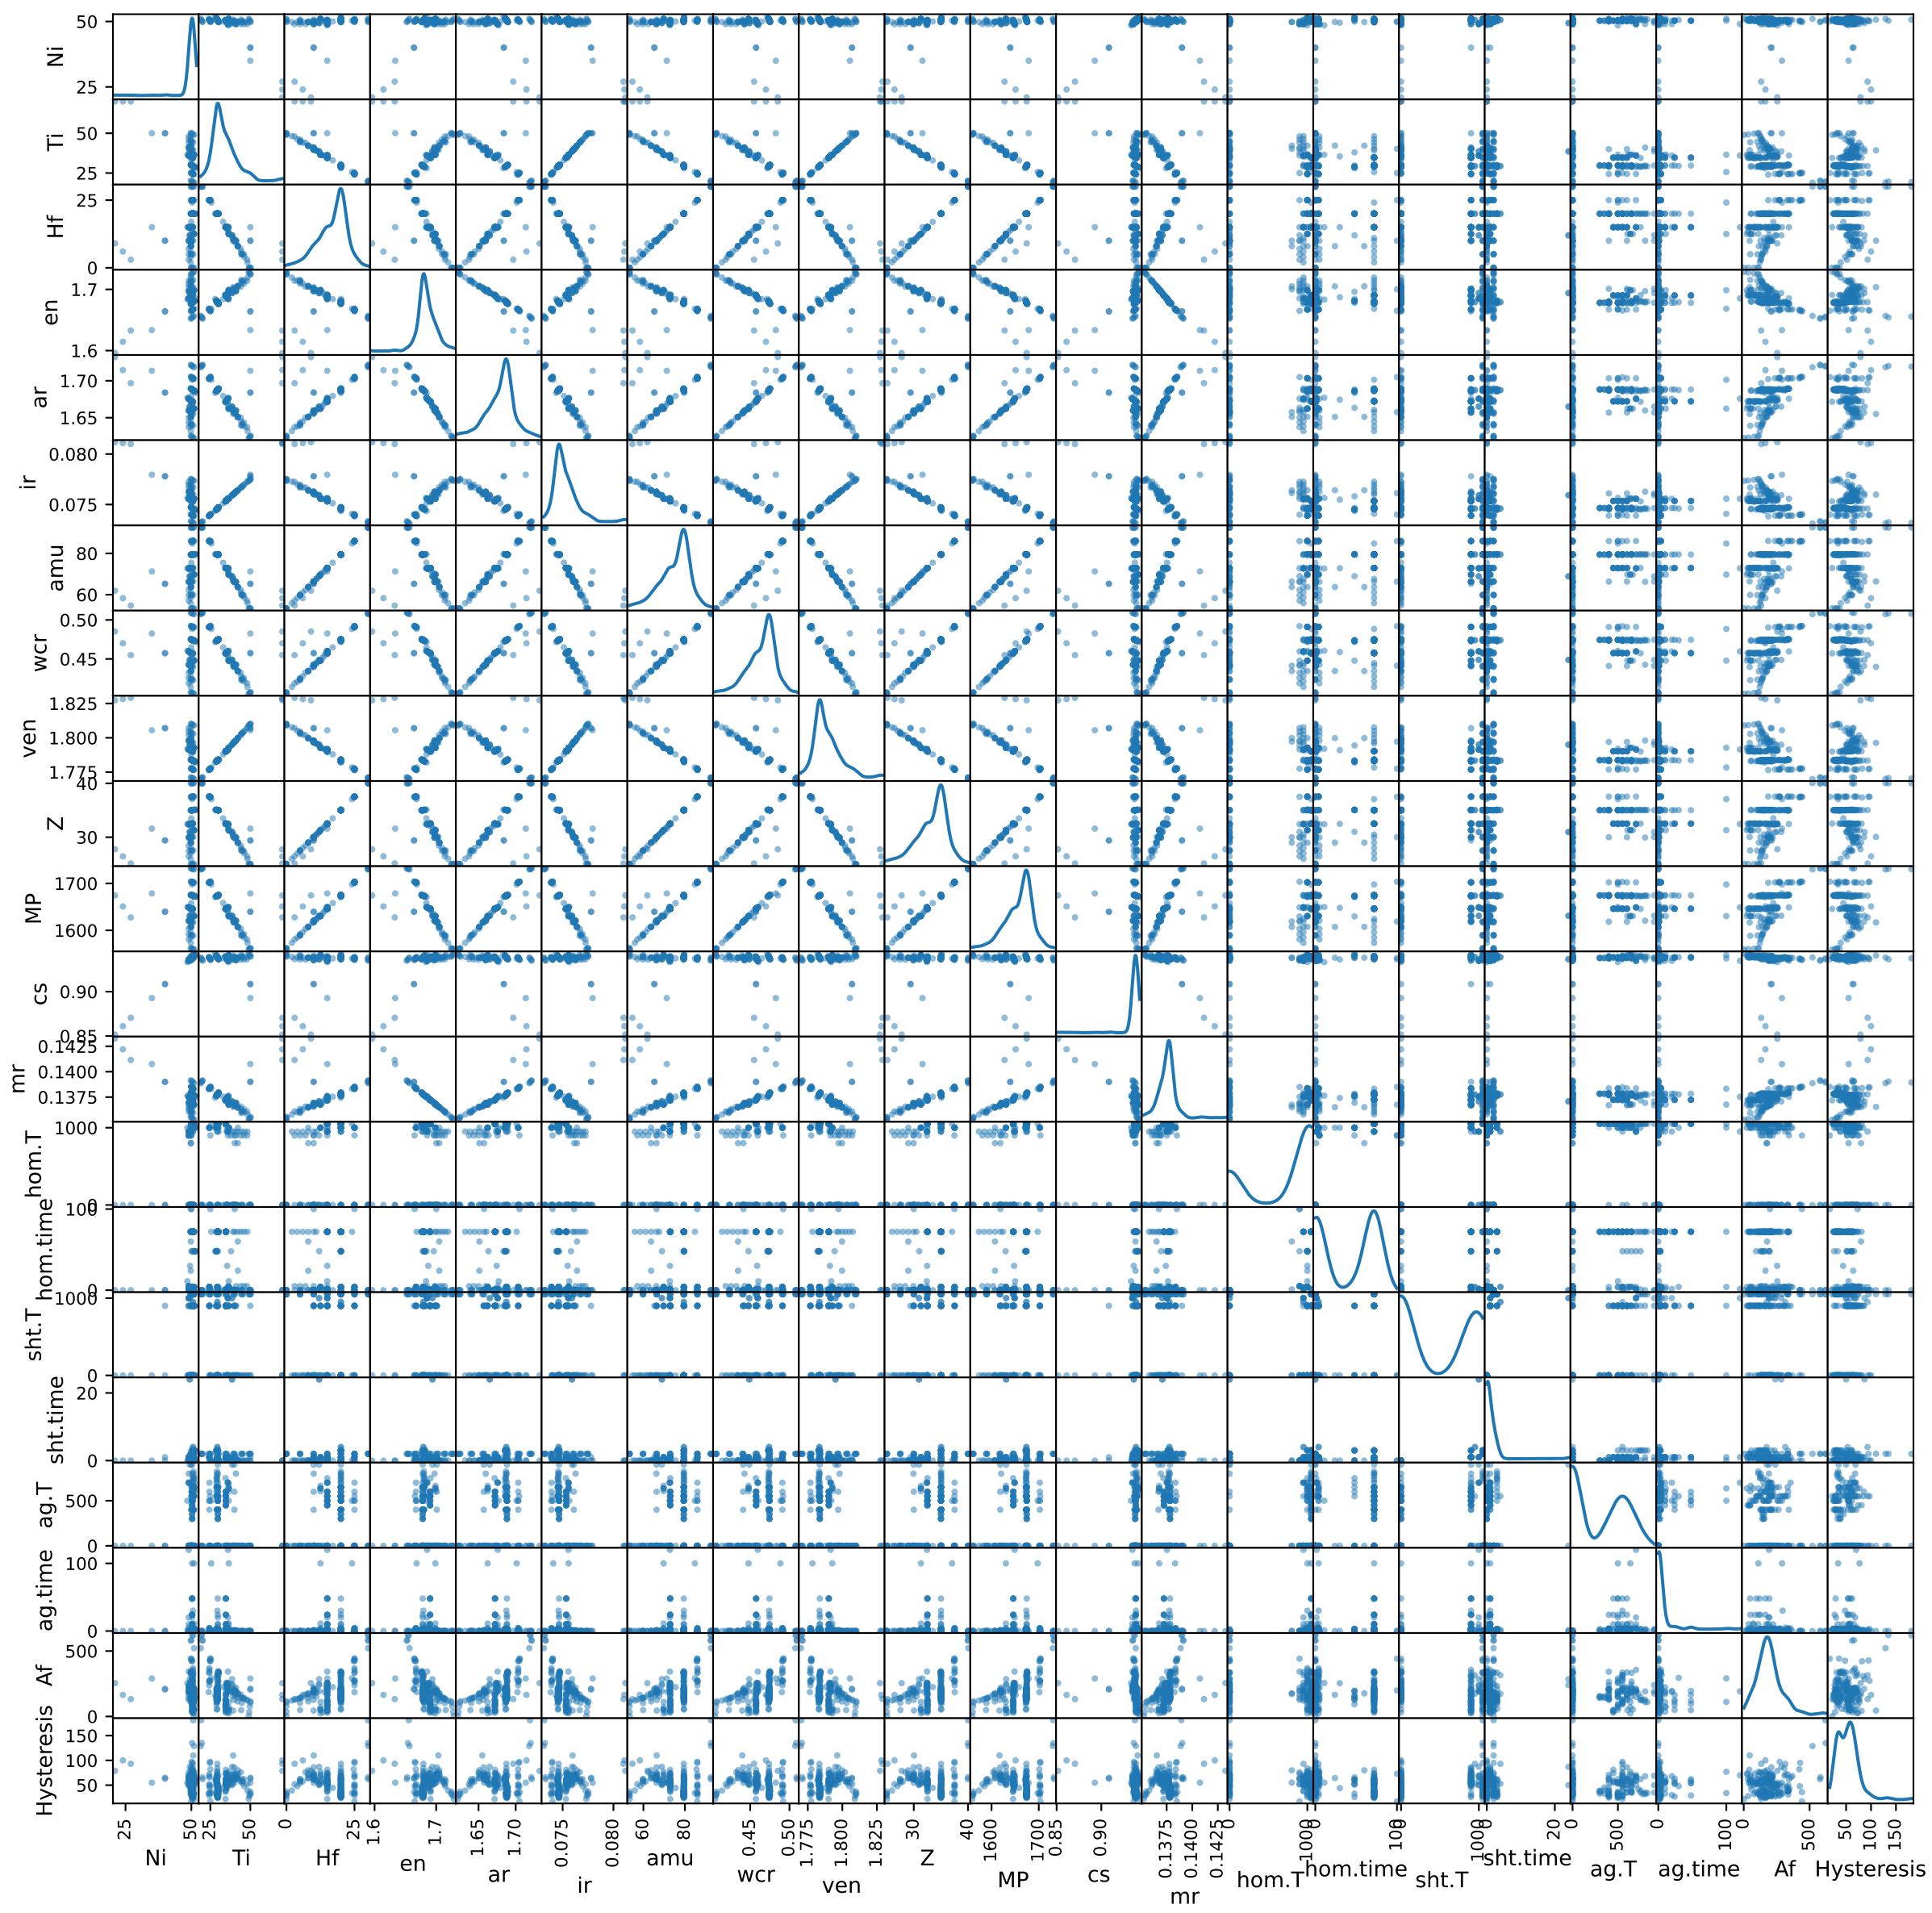 50
25
Ni
50
25
Ti
25
0
Hf
1.7
1.6
en
1.70
1.65
ar
0.080
0.075
ir
80
60
amu
0.50
0.45
wcr
1.825
1.800
1.775
ven
40
30
Z
1700
1600
MP
0.90
0.85
cs
0.1425
0.1400
0.1375
mr
1000
0
hom.T
100
0
hom.time
1000
0
sht.T
20
0
sht.time
500
0
ag.T
100
0
ag.time
500
0
Af
150
100
50
Hysteresis
25 50 25 50 0 25 1.6 1.7 1.65 1.70 0.075 0.080 60 80 0.45 0.50 1.775 1.800 1.825 30 40 1600 1700 0.85 0.90 0.1375 0.1400 0.1425 0 1000 0 100 0 1000 0 20 0 500 0 100 0 500 50 100 150
Ni Ti Hf en ar ir amu wcr ven Z MP cs mr hom.T hom.time sht.T sht.time ag.T ag.time Af Hysteresis